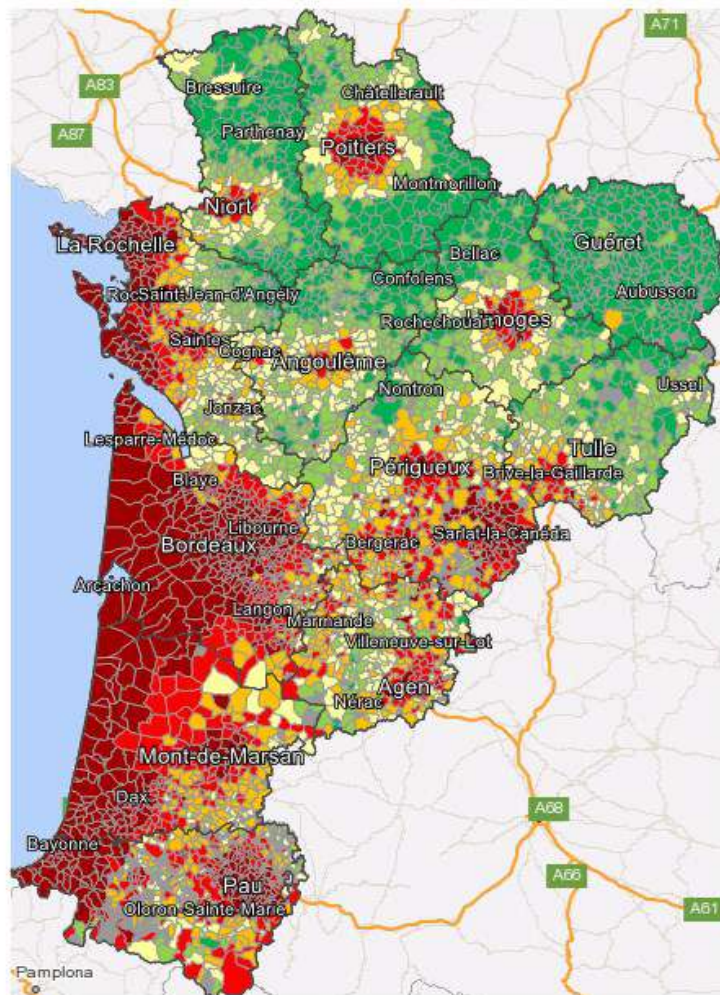 A71
A83
Bressuire
Châtellerault
A87
Parthenay
Poitiers
Montmorillon
Niort
La Rochelle
Guéret
Bellac
Confolens
RocSaint-Jean-d'Angély
Aubusson
Rochechouart
Limoges
Saintes
Cognac
Angoulême
Ussel
Nontron
Jonzac
Lesparre-Médoc
Tulle
Périgueux
Brive-la-Gaillarde
Blaye
Libourne
Sarlat-la-Canéda
Bordeaux
Bergerac
Arcachon
Langon
Marmande
Villeneuve-sur-Lot
Agen
Nérac
Mont-de-Marsan
Dax
A68
Bayonne
A66
Pau
Oloron-Sainte-Marie
A61
Pamplona